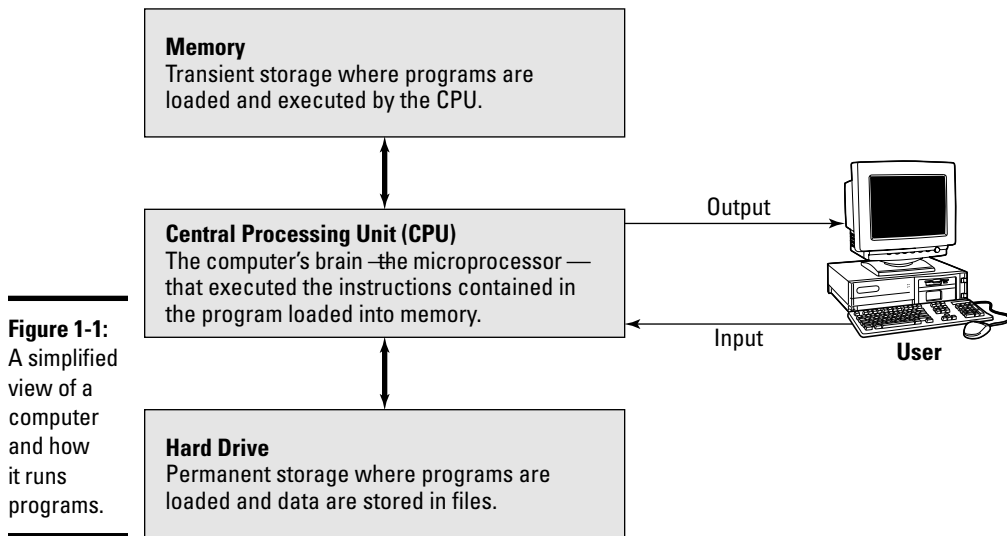 Memory
Transient storage where programs are
loaded and executed by the CPU.
Output
Central Processing Unit (CPU)
The computer's brain —the microprocessor —
that executed the instructions contained in
the program loaded into memory.
Input
User
Hard Drive
Permanent storage where programs are
loaded and data are stored in files.
Figure 1-1:
A simplified
view of a
computer
and how
it runs
programs.